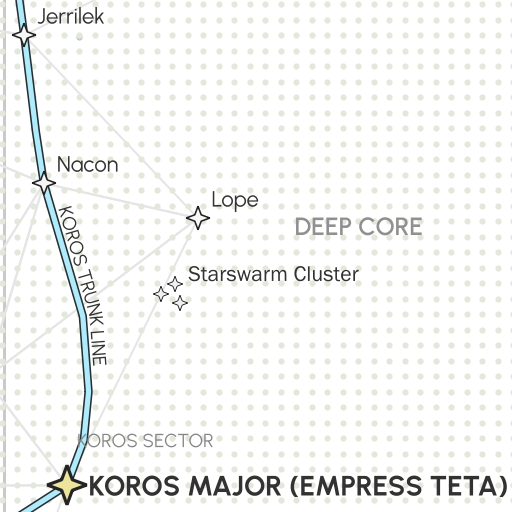 Jerrilek
Nacon
Lope
DEEP CORE
KOROS TRUNK LINE
Starswarm Cluster
KOROS SECTOR
KOROS MAJOR (EMPRESS TETA)